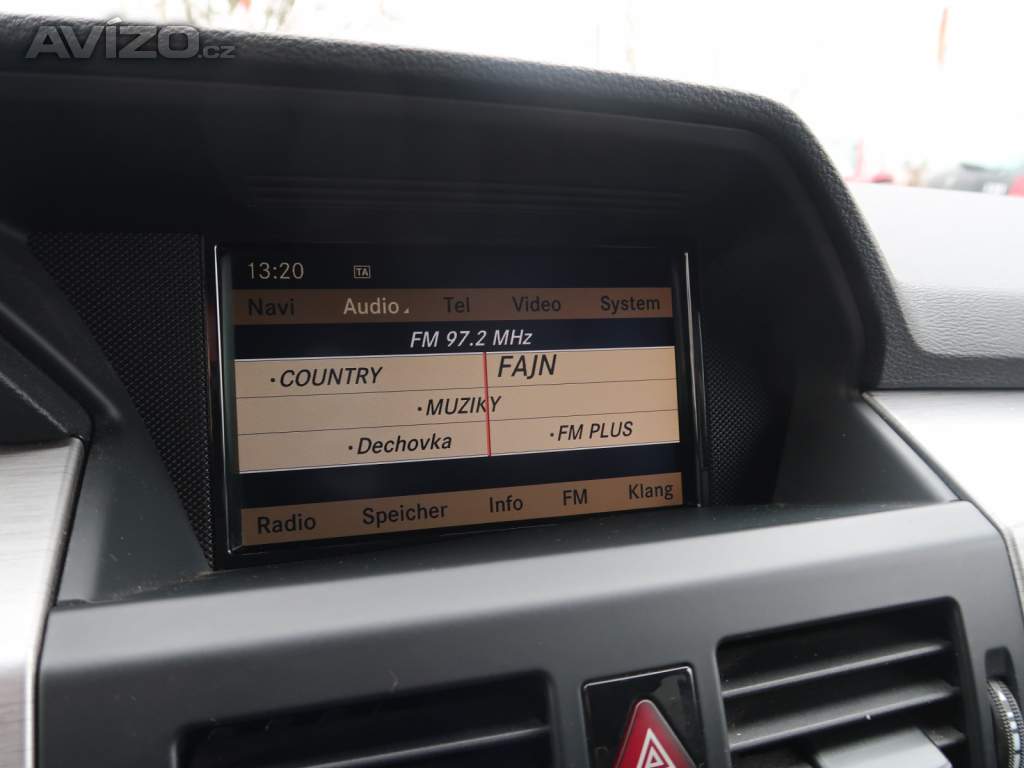 AVÍZO.cz
13:20 TA
Navi Audio Tel Video System
FM 97.2 MHz
•COUNTRY FAJN
•MUZIKY
•Dechovka •FM PLUS
Radio Speicher Info FM Klang